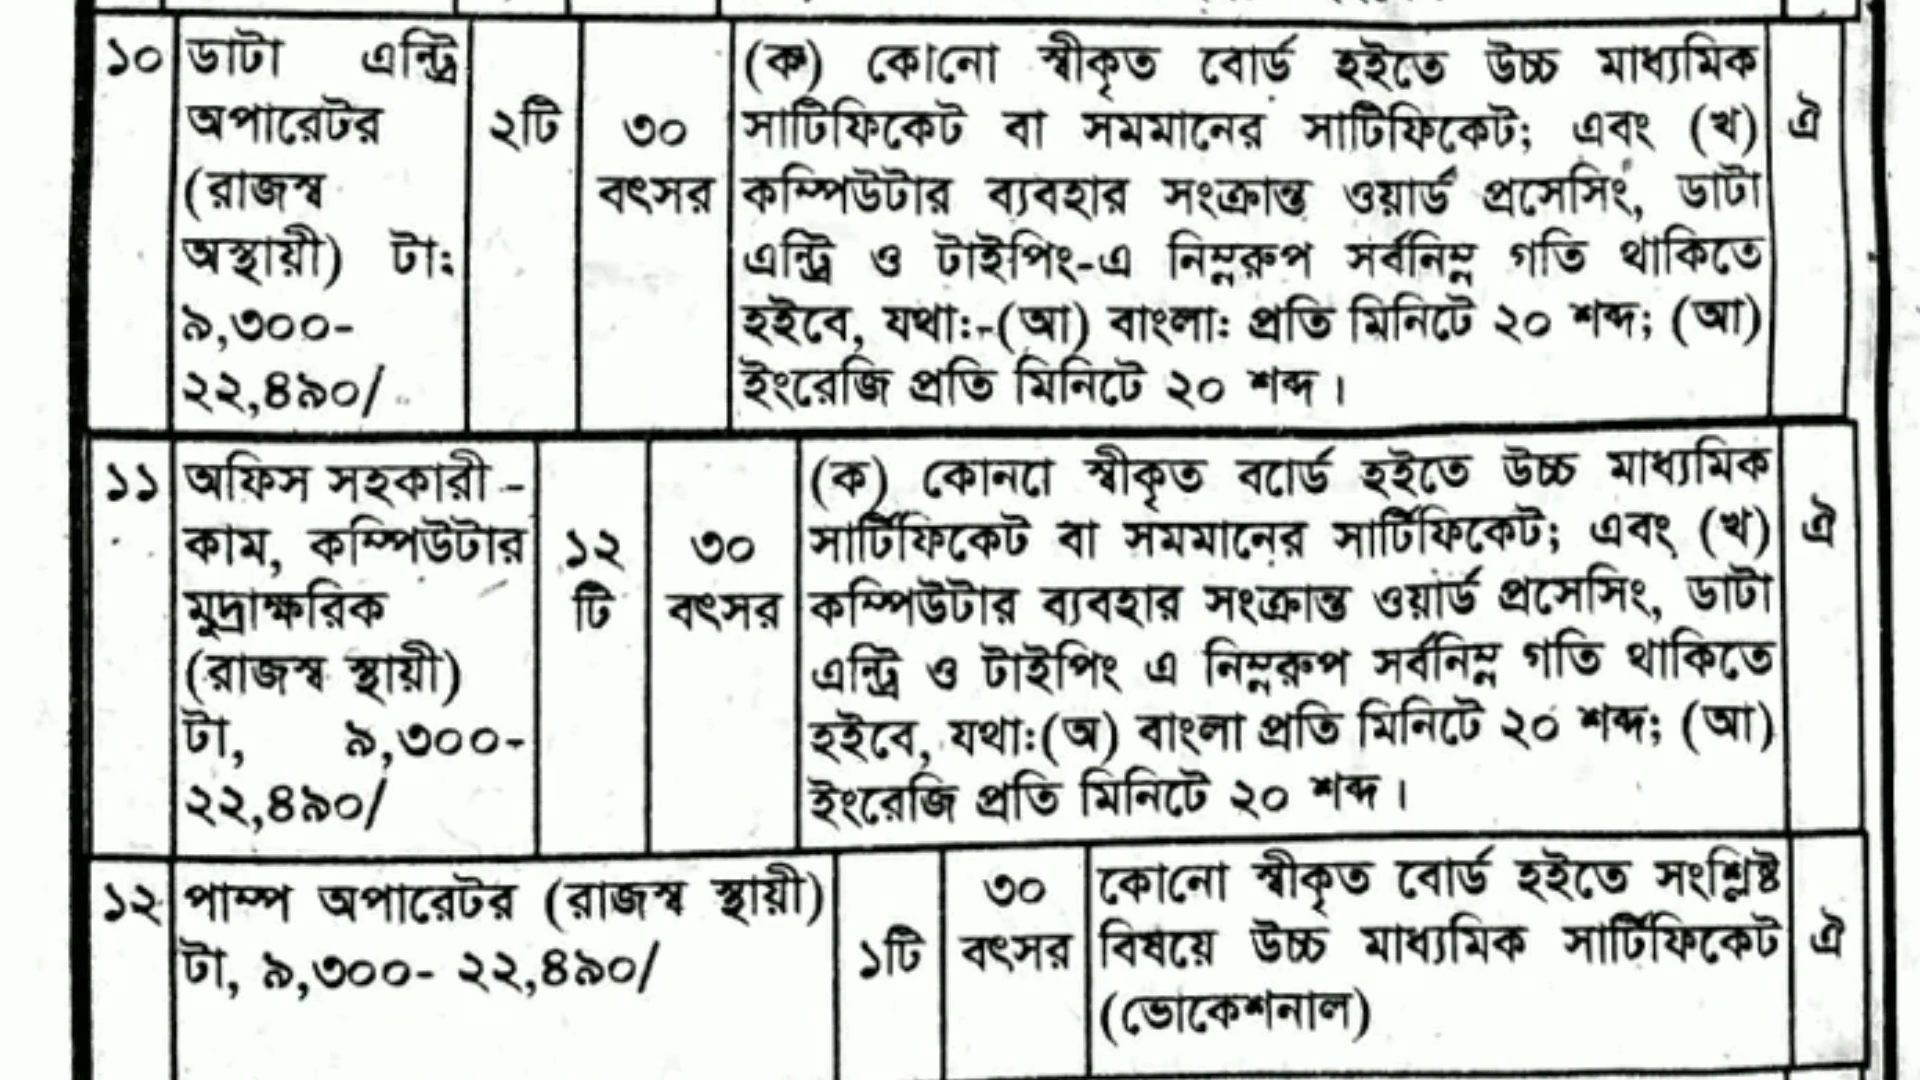 ১০
ডাটা এন্ট্রি
অপারেটর
(রাজস্ব
অস্থায়ী) টাঃ
৯,৩০০-
২২,৪৯০/
২টি
৩০
বৎসর
(ক) কোনো স্বীকৃত বোর্ড হইতে উচ্চ মাধ্যমিক
সার্টিফিকেট বা সমমানের সার্টিফিকেট; এবং (খ)
কম্পিউটার ব্যবহার সংক্রান্ত ওয়ার্ড প্রসেসিং, ডাটা
এন্ট্রি ও টাইপিং-এ নিম্নরুপ সর্বনিম্ন গতি থাকিতে
হইবে, যথাঃ-(আ) বাংলাঃ প্রতি মিনিটে ২০ শব্দ; (আ)
ইংরেজি প্রতি মিনিটে ২০ শব্দ।
ঐ
১১
অফিস সহকারী -
কাম, কম্পিউটার
মুদ্রাক্ষরিক
(রাজস্ব স্থায়ী)
টা, ৯,৩০০-
২২,৪৯০/
১২
টি
৩০
বৎসর
(ক) কোনো স্বীকৃত বোর্ড হইতে উচ্চ মাধ্যমিক
সার্টিফিকেট বা সমমানের সার্টিফিকেট; এবং (খ)
কম্পিউটার ব্যবহার সংক্রান্ত ওয়ার্ড প্রসেসিং, ডাটা
এন্ট্রি ও টাইপিং এ নিম্নরুপ সর্বনিম্ন গতি থাকিতে
হইবে, যথাঃ(অ) বাংলা প্রতি মিনিটে ২০ শব্দ; (আ)
ইংরেজি প্রতি মিনিটে ২০ শব্দ।
ঐ
১২
পাম্প অপারেটর (রাজস্ব স্থায়ী)
টা, ৯,৩০০- ২২,৪৯০/
১টি
৩০
বৎসর
কোনো স্বীকৃত বোর্ড হইতে সংশ্লিষ্ট
বিষয়ে উচ্চ মাধ্যমিক সার্টিফিকেট
(ভোকেশনাল)
ঐ